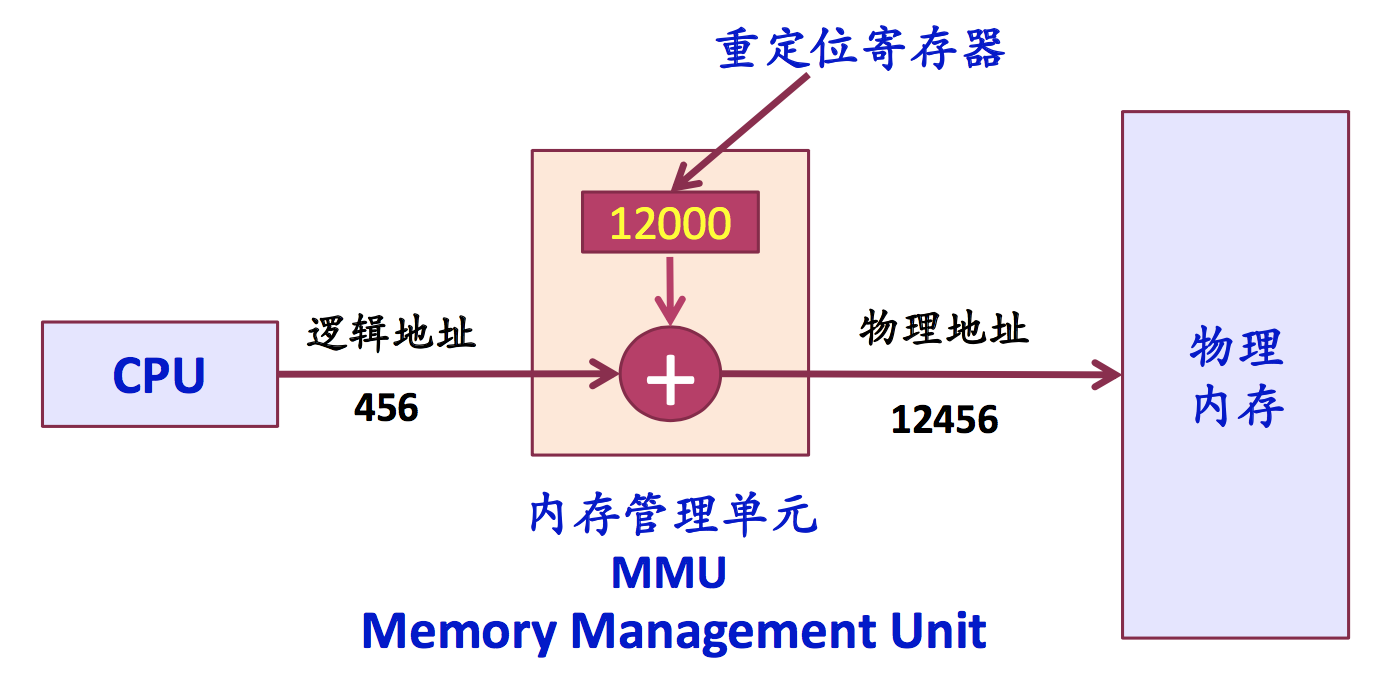 重定位寄存器
12000
CPU
逻辑地址
456
物理地址
12456
物理
内存
内存管理单元
MMU
Memory Management Unit